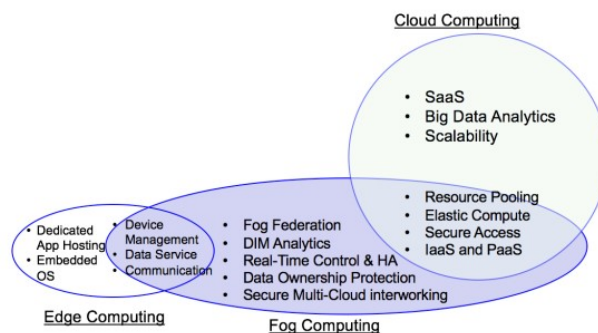 Cloud Computing
• SaaS
• Big Data Analytics
• Scalability
• Resource Pooling
• Elastic Compute
• Secure Access
• IaaS and PaaS
• Dedicated
App Hosting
• Embedded
OS
• Device
Management
• Data Service
• Communication
• Fog Federation
• DIM Analytics
• Real-Time Control & HA
• Data Ownership Protection
• Secure Multi-Cloud interworking
Edge Computing
Fog Computing